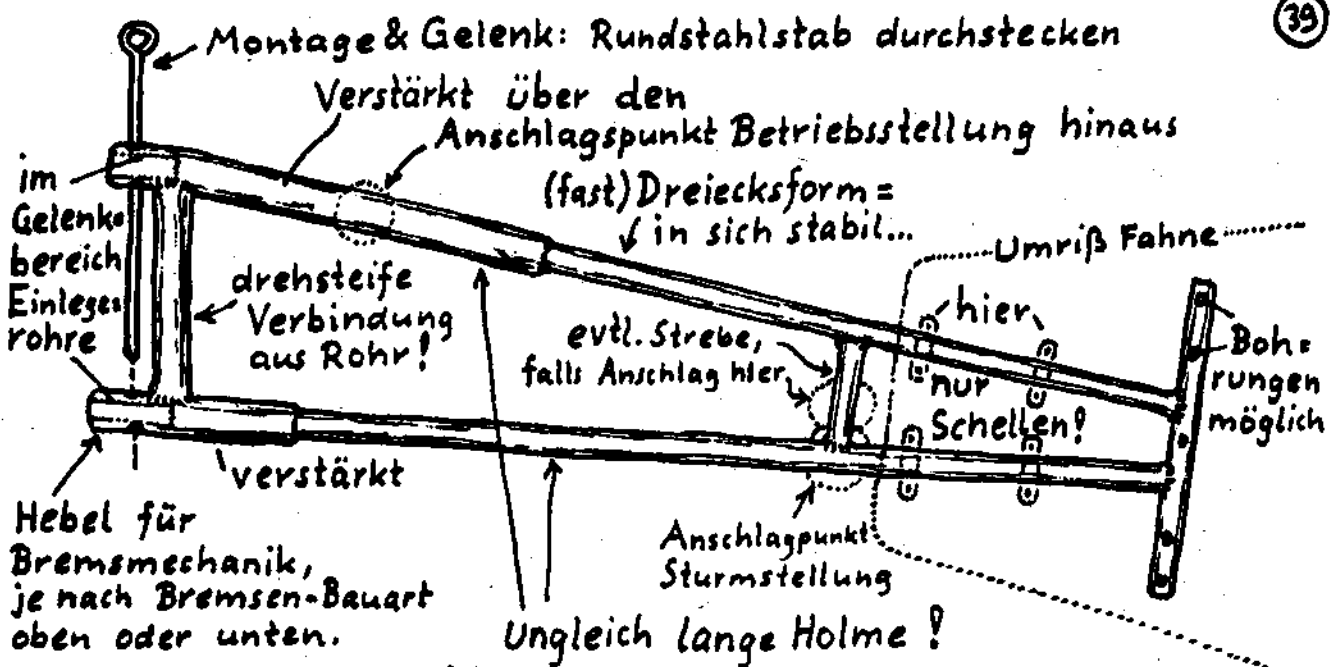 39
Montage & Gelenk: Rundstahlstab durchstecken
Verstärkt über den
Anschlagspunkt Betriebsstellung hinaus
(fast) Dreiecksform =
in sich stabil...
Umriß Fahne
im
Gelenk=
bereich
Einlege=
rohre
drehsteife
Verbindung
aus Rohr!
evtl. Strebe,
falls Anschlag hier
hier
nur
Schellen!
Boh=
rungen
möglich
verstärkt
Hebel für
Bremsmechanik,
je nach Bremsen-Bauart
oben oder unten.
Anschlagpunkt
Sturmstellung
Ungleich lange Holme!